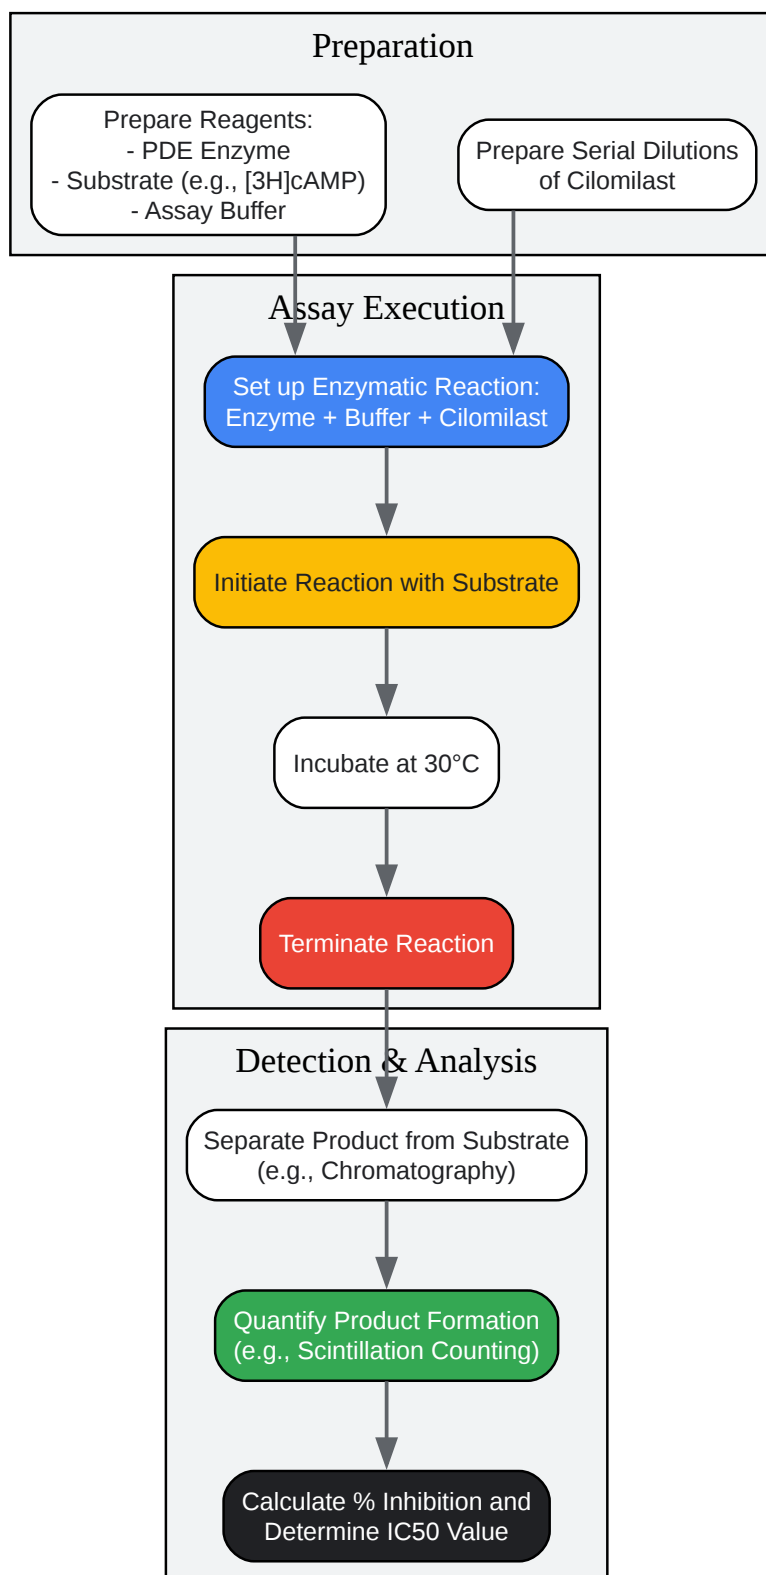 Preparation
Prepare Reagents:
- PDE Enzyme
- Substrate (e.g., [3H]cAMP)
- Assay Buffer
Prepare Serial Dilutions
of Cilomilast
Assay Execution
Set up Enzymatic Reaction:
Enzyme + Buffer + Cilomilast
Initiate Reaction with Substrate
Incubate at 30°C
Terminate Reaction
Detection & Analysis
Separate Product from Substrate
(e.g., Chromatography)
Quantify Product Formation
(e.g., Scintillation Counting)
Calculate % Inhibition and
Determine IC50 Value